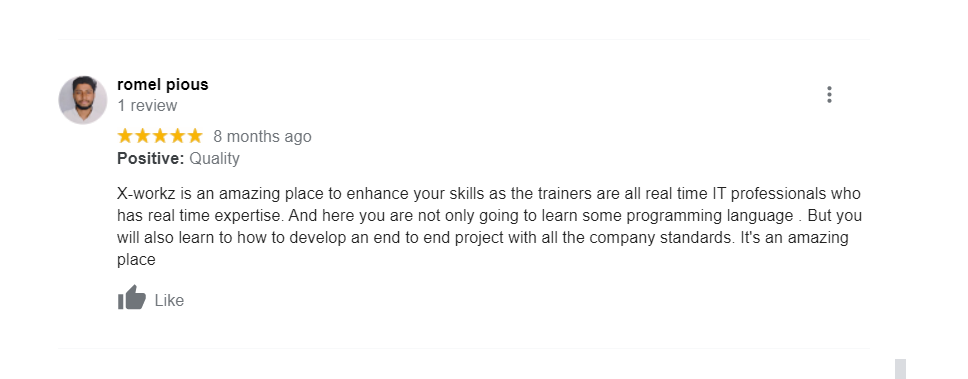 romel pious
1 review
8 months ago
Positive: Quality
X-workz is an amazing place to enhance your skills as the trainers are all real time IT professionals who
has real time expertise. And here you are not only going to learn some programming language . But you
will also learn to how to develop an end to end project with all the company standards. It's an amazing
place
Like